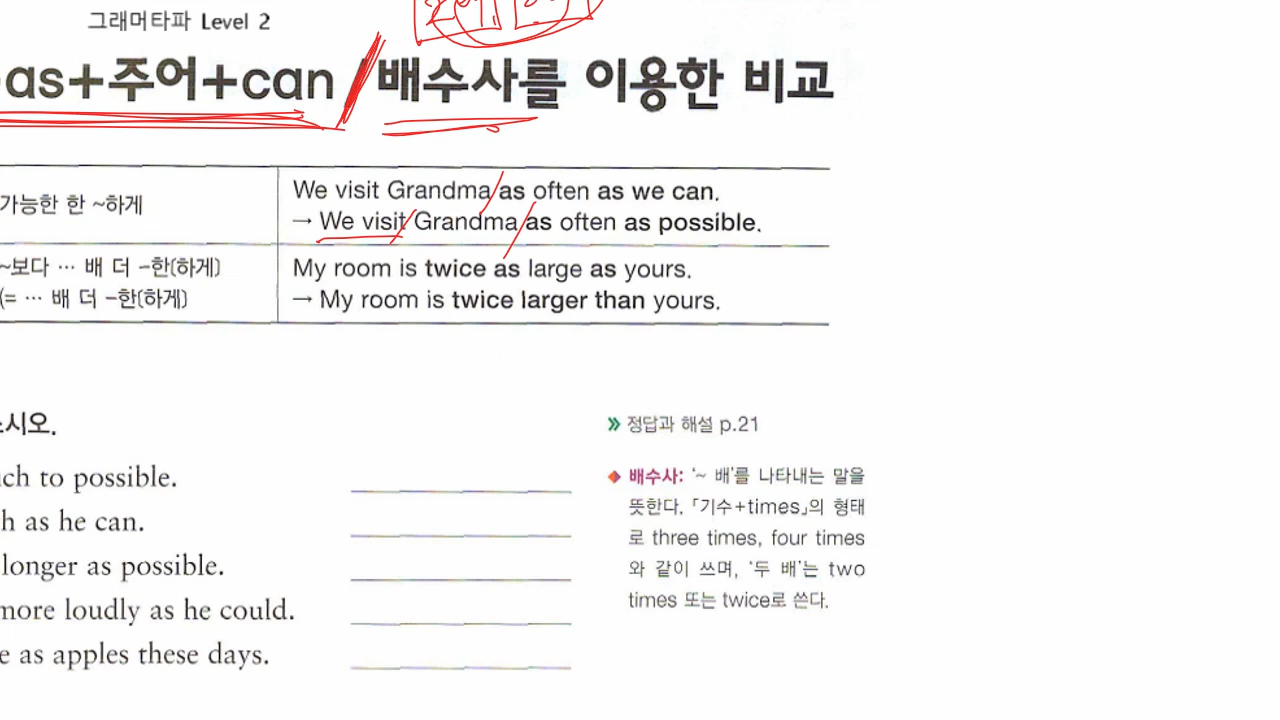 그래머타파 Level 2
as+주어+can / 배수사를 이용한 비교
가능한 한 ~하게
We visit Grandma as often as we can.
→ We visit Grandma as often as possible.
~보다 … 배 더 -한(하게)
(= … 배 더 -한(하게)
My room is twice as large as yours.
→ My room is twice larger than yours.
시오.
ch to possible.
h as he can.
longer as possible.
more loudly as he could.
e as apples these days.
» 정답과 해설 p.21
◆ 배수사: '~ 배'를 나타내는 말을
뜻한다. 「기수+times」의 형태
로 three times, four times
와 같이 쓰며, '두 배'는 two
times 또는 twice로 쓴다.